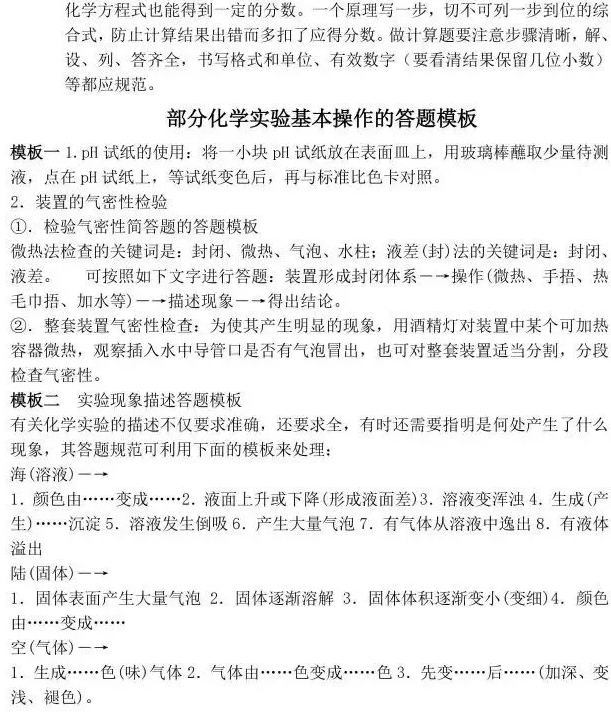 化学方程式也能得到一定的分数。一个原理写一步，切不可列一步到位的综
合式，防止计算结果出错而多扣了应得分数。做计算题要注意步骤清晰，解、
设、列、答齐全，书写格式和单位、有效数字（要看清结果保留几位小数）
等都应规范。
部分化学实验基本操作的答题模板
模板一 1.pH 试纸的使用：将一小块 pH 试纸放在表面皿上，用玻璃棒蘸取少量待测
液，点在 pH 试纸上，等试纸变色后，再与标准比色卡对照。
2．装置的气密性检验
①．检验气密性简答题的答题模板
微热法检查的关键词是：封闭、微热、气泡、水柱；液差(封)法的关键词是：封闭、
液差。 可按照如下文字进行答题：装置形成封闭体系―→操作(微热、手捂、热
毛巾捂、加水等)―→描述现象―→得出结论。
②．整套装置气密性检查：为使其产生明显的现象，用酒精灯对装置中某个可加热
容器微热，观察插入水中导管口是否有气泡冒出，也可对整套装置适当分割，分段
检查气密性。
模板二 实验现象描述答题模板
有关化学实验的描述不仅要求准确，还要求全，有时还需要指明是何处产生了什么
现象，其答题规范可利用下面的模板来处理：
海(溶液)―→
1．颜色由……变成……2．液面上升或下降(形成液面差)3．溶液变浑浊 4．生成(产
生)……沉淀 5．溶液发生倒吸 6．产生大量气泡 7．有气体从溶液中逸出 8．有液体
溢出
陆(固体)―→
1．固体表面产生大量气泡 2．固体逐渐溶解 3．固体体积逐渐变小(变细)4．颜色
由……变成……
空(气体)―→
1．生成……色(味)气体 2．气体由……色变成……色 3．先变……后……(加深、变
浅、褪色)。